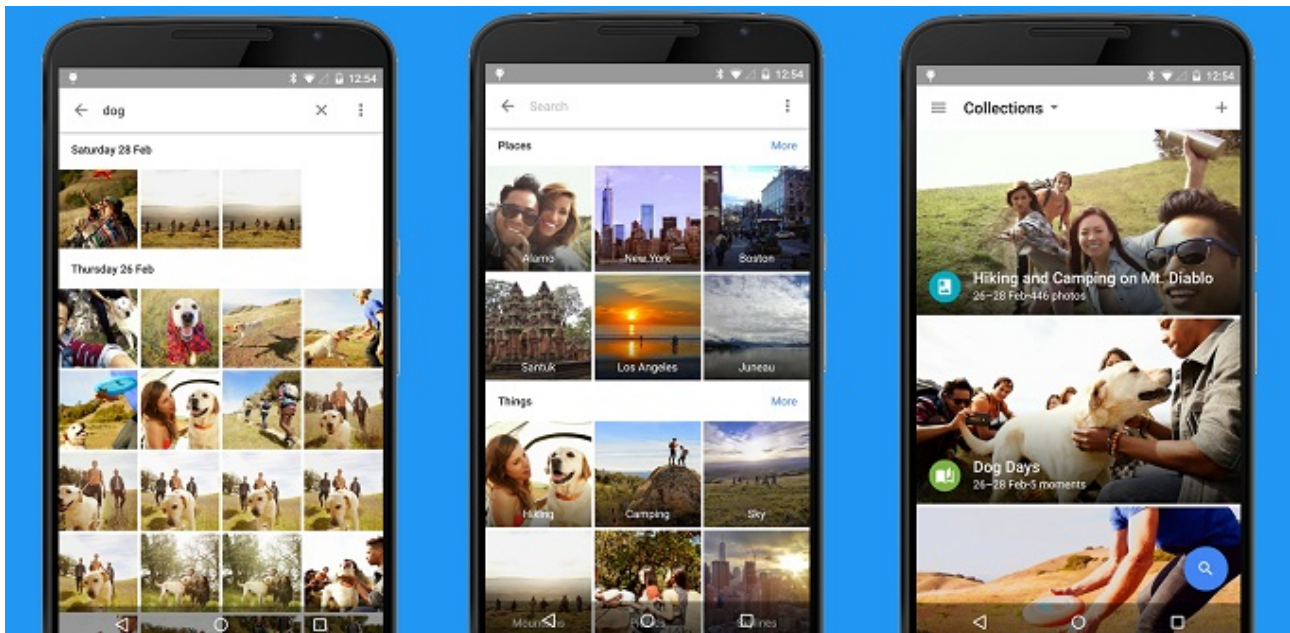 12:54
dog
Saturday 28 Feb
Thursday 26 Feb
12:54
Search
Places More
Alamo New York Boston
Santuk Los Angeles Juneau
Things More
Hiking Camping Sky
Mountains
12:54
Collections
Hiking and Camping on Mt. Diablo
26–28 Feb-446 photos
Dog Days
26–28 Feb-5 moments